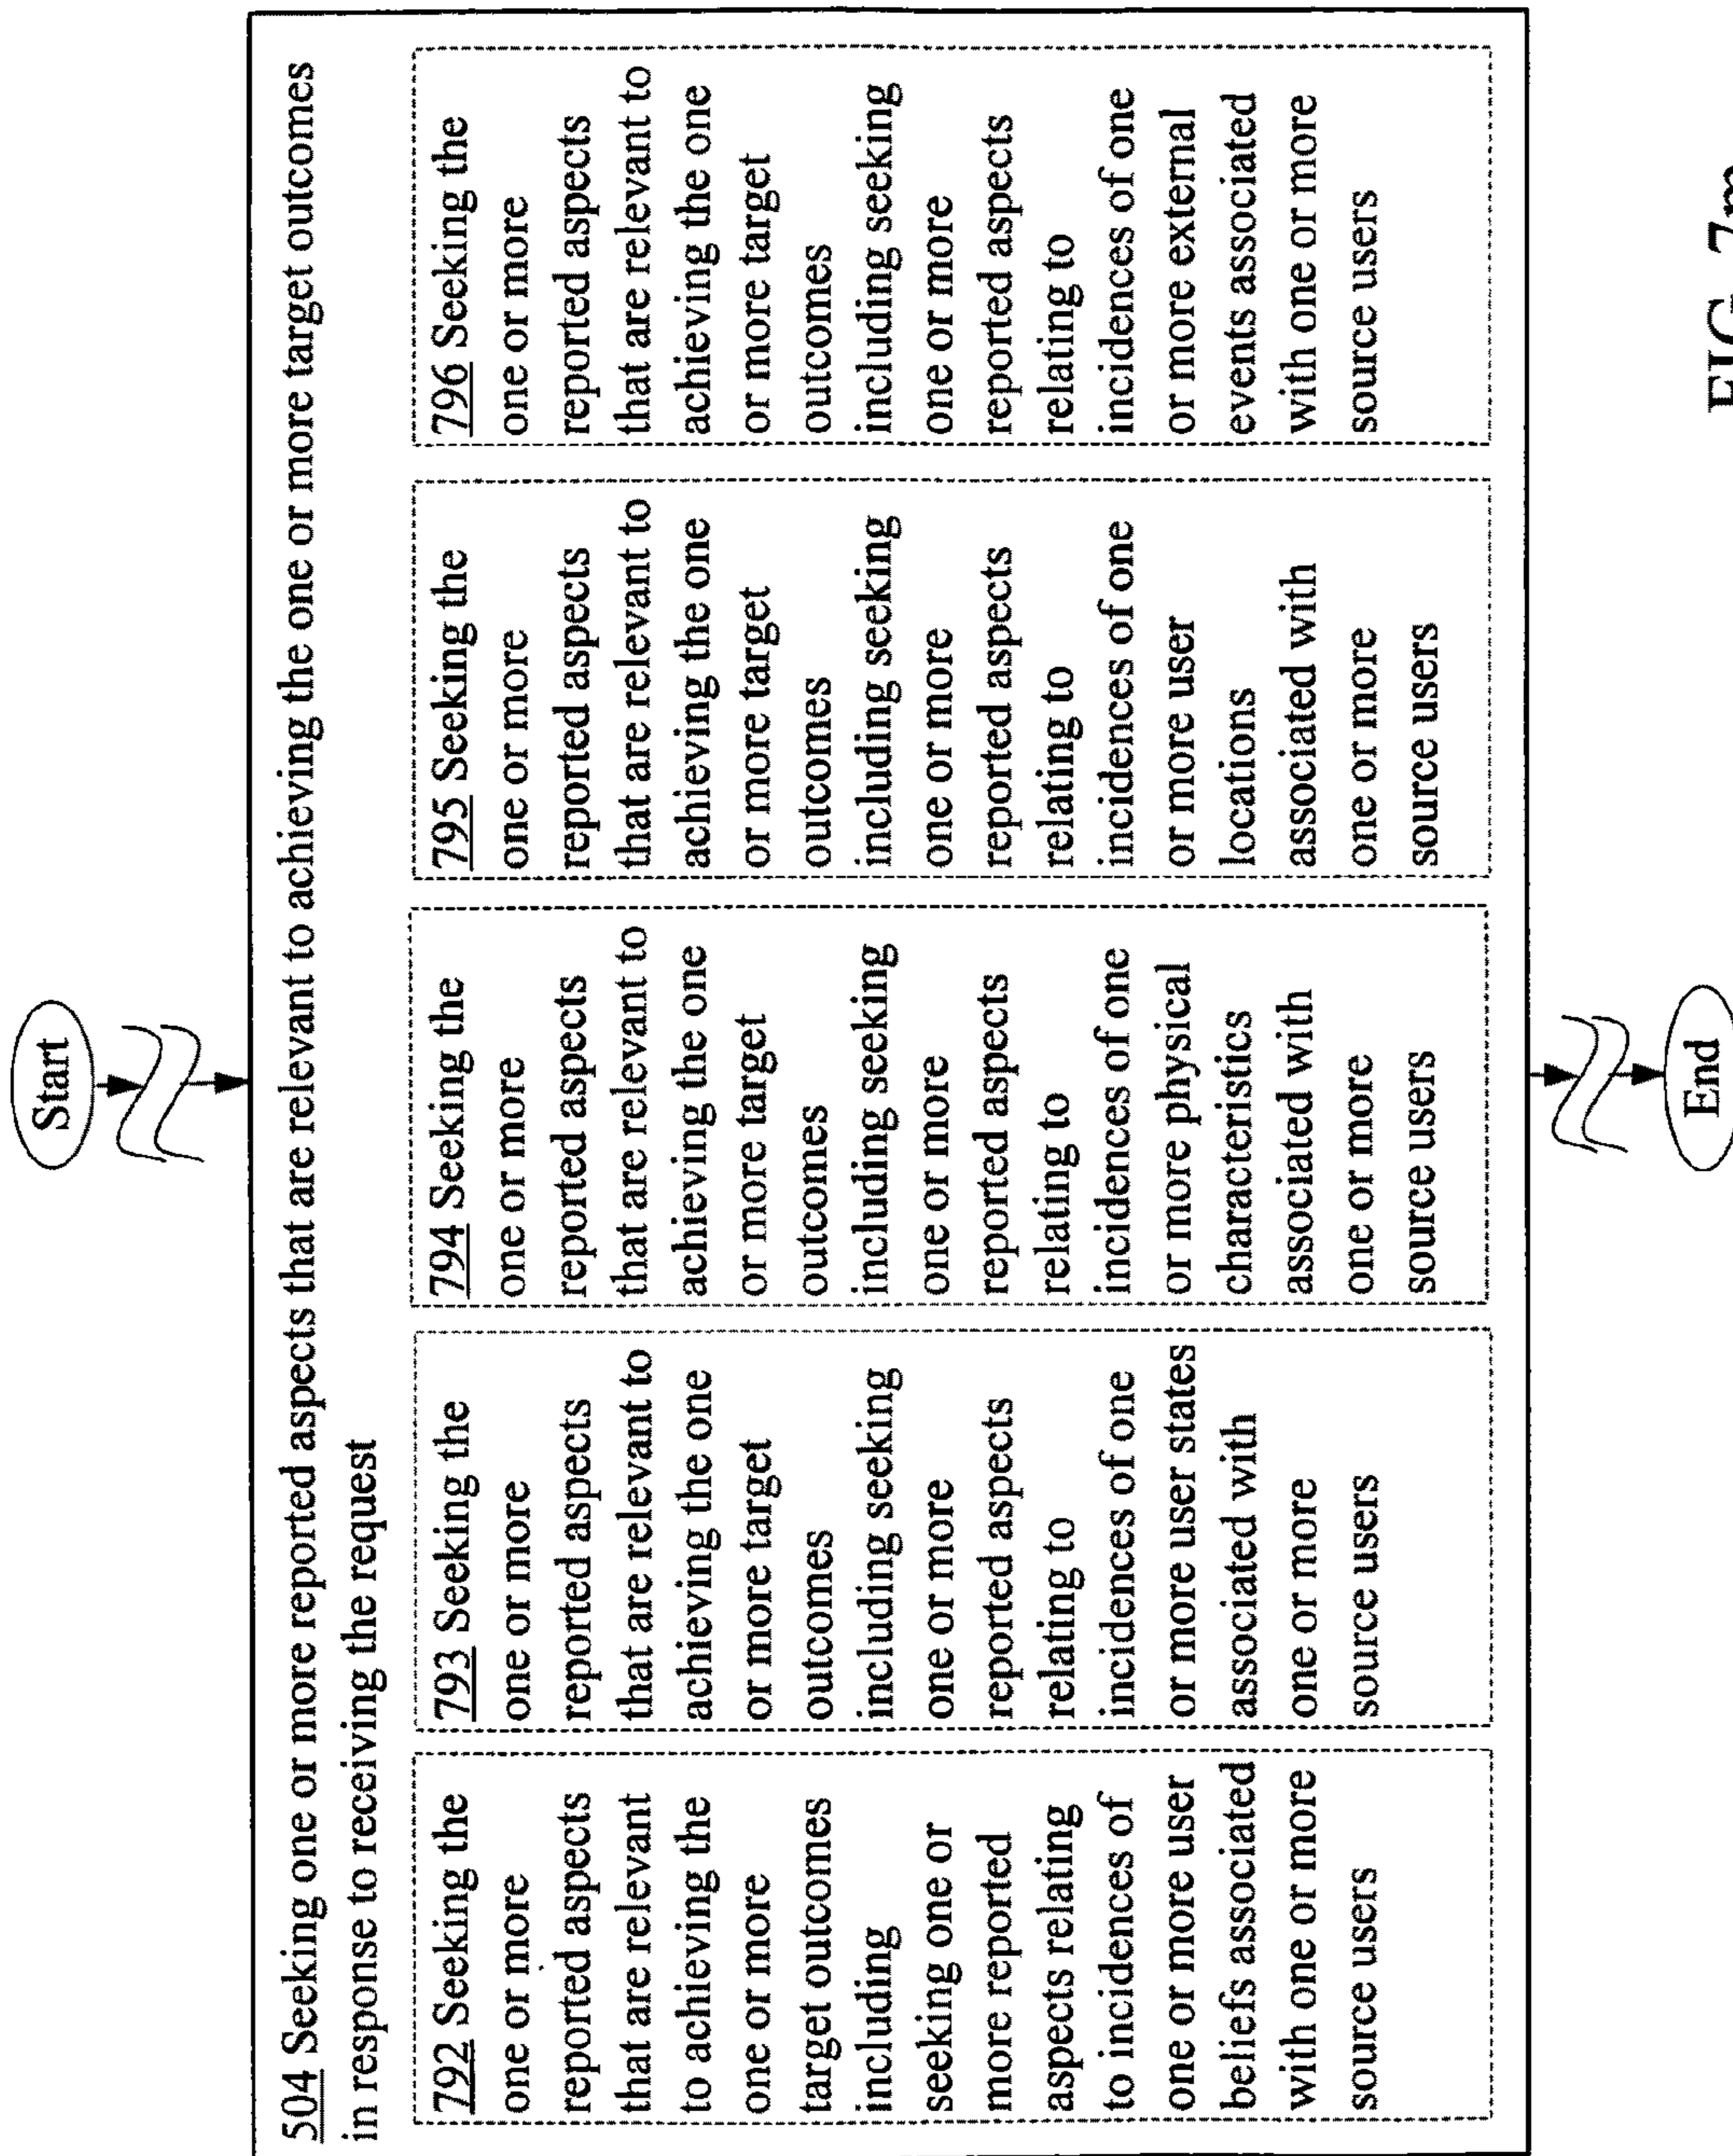 Start
504 Seeking one or more reported aspects that are relevant to achieving the one or more target outcomes
in response to receiving the request
792 Seeking the
one or more
reported aspects
that are relevant
to achieving the
one or more
target outcomes
including
seeking one or
more reported
aspects relating
to incidences of
one or more user
beliefs associated
with one or more
source users
793 Seeking the
one or more
reported aspects
that are relevant to
achieving the one
or more target
outcomes
including seeking
one or more
reported aspects
relating to
incidences of one
or more user states
associated with
one or more
source users
794 Seeking the
one or more
reported aspects
that are relevant to
achieving the one
or more target
outcomes
including seeking
one or more
reported aspects
relating to
incidences of one
or more physical
characteristics
associated with
one or more
source users
795 Seeking the
one or more
reported aspects
that are relevant to
achieving the one
or more target
outcomes
including seeking
one or more
reported aspects
relating to
incidences of one
or more user
locations
associated with
one or more
source users
796 Seeking the
one or more
reported aspects
that are relevant to
achieving the one
or more target
outcomes
including seeking
one or more
reported aspects
relating to
incidences of one
or more external
events associated
with one or more
source users
End
FIG